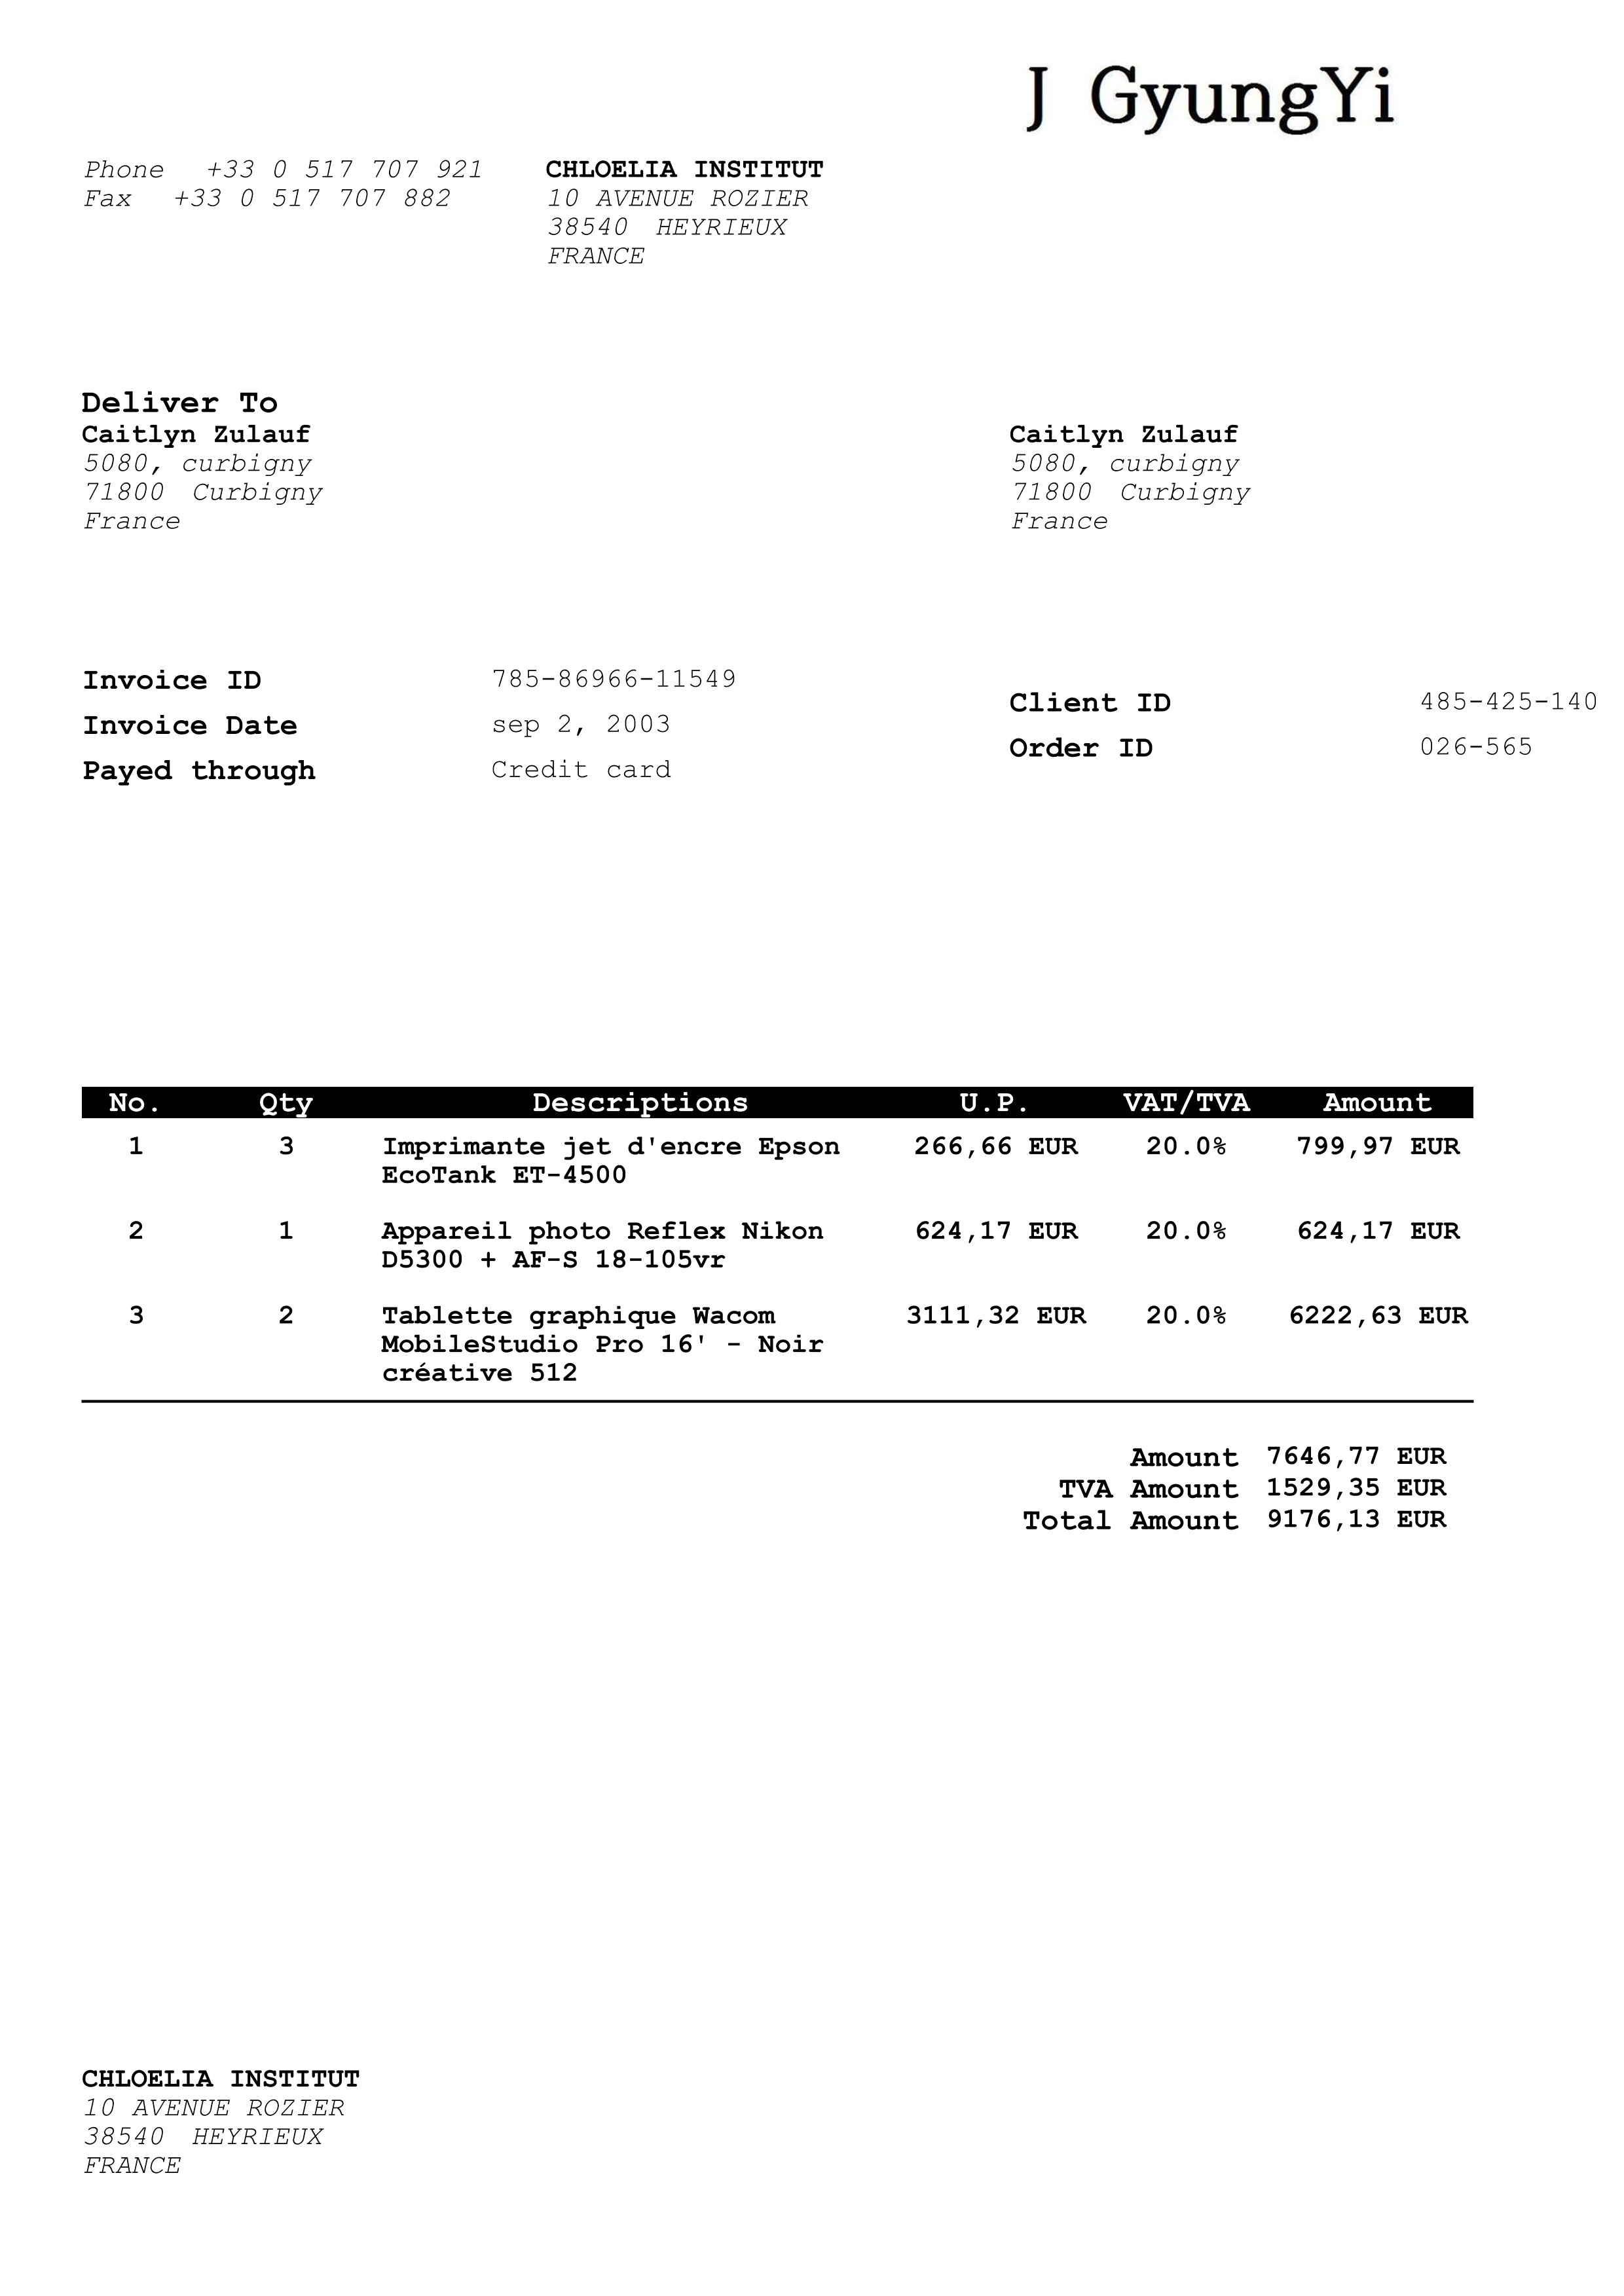 J GyungYi
Phone +33 0 517 707 921
Fax +33 0 517 707 882
CHLOELIA INSTITUT
10 AVENUE ROZIER
38540 HEYRIEUX
FRANCE
Deliver To
Caitlyn Zulauf
5080, curbigny
71800 Curbigny
France
Caitlyn Zulauf
5080, curbigny
71800 Curbigny
France
Invoice ID 785-86966-11549
Invoice Date sep 2, 2003
Payed through Credit card
Client ID 485-425-140
Order ID 026-565
No. Qty Descriptions U.P. VAT/TVA Amount
1 3 Imprimante jet d'encre Epson 266,66 EUR 20.0% 799,97 EUR
EcoTank ET-4500
2 1 Appareil photo Reflex Nikon 624,17 EUR 20.0% 624,17 EUR
D5300 + AF-S 18-105vr
3 2 Tablette graphique Wacom 3111,32 EUR 20.0% 6222,63 EUR
MobileStudio Pro 16' - Noir
créative 512
Amount 7646,77 EUR
TVA Amount 1529,35 EUR
Total Amount 9176,13 EUR
CHLOELIA INSTITUT
10 AVENUE ROZIER
38540 HEYRIEUX
FRANCE